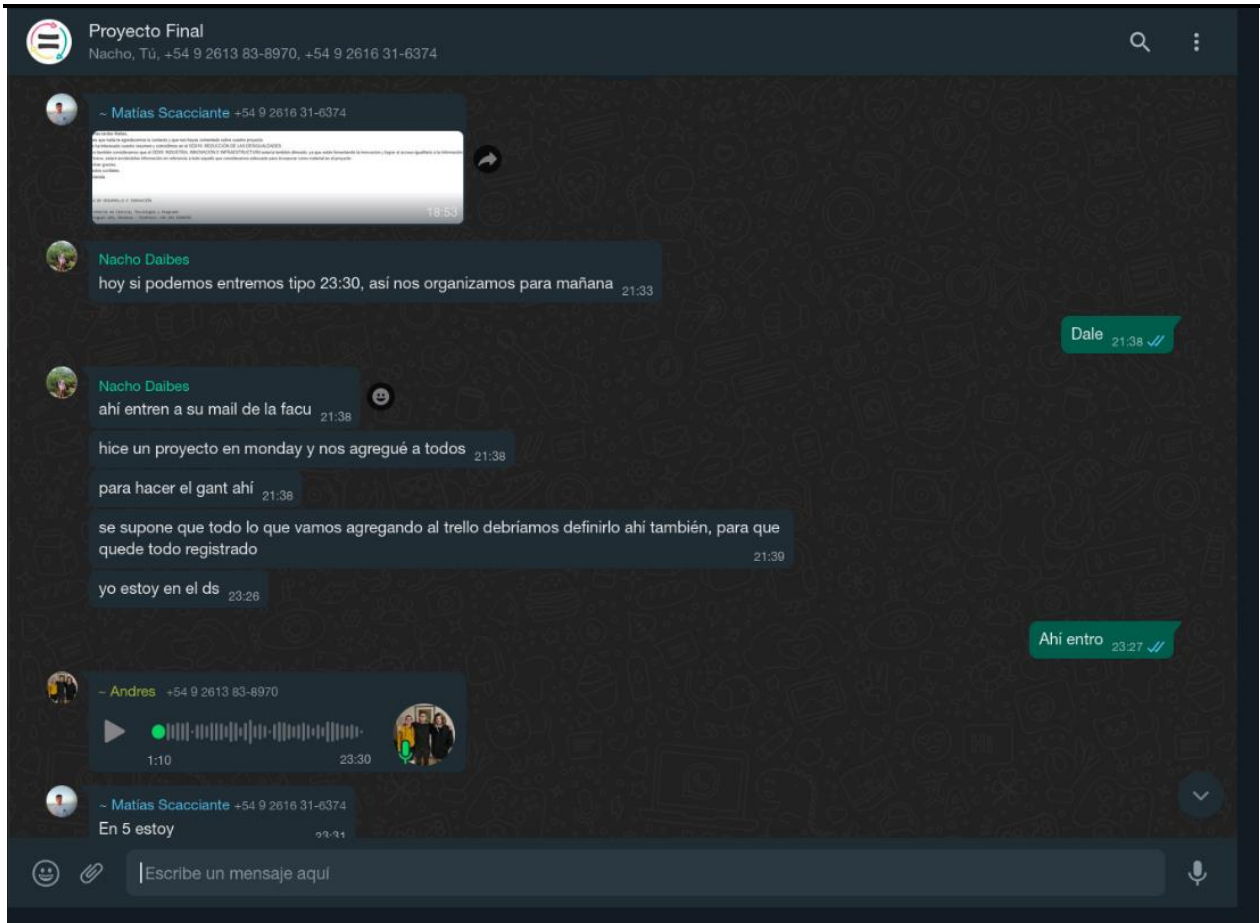 Proyecto Final
Nacho, Tú, +54 9 2613 83-8970, +54 9 2616 31-6374
~ Matías Scacciante +54 9 2616 31-6374
18:53
Nacho Daibes
hoy si podemos entremos tipo 23:30, así nos organizamos para mañana 21:33
Dale 21:38
Nacho Daibes
ahí entren a su mail de la facu 21:38
hice un proyecto en monday y nos agregué a todos 21:38
para hacer el gant ahí 21:38
se supone que todo lo que vamos agregando al trello debríamos definirlo ahí también, para que
quede todo registrado 21:39
yo estoy en el ds 23:26
Ahí entro 23:27
~ Andres +54 9 2613 83-8970
1:10 23:30
~ Matías Scacciante +54 9 2616 31-6374
En 5 estoy 23:31
Escribe un mensaje aquí